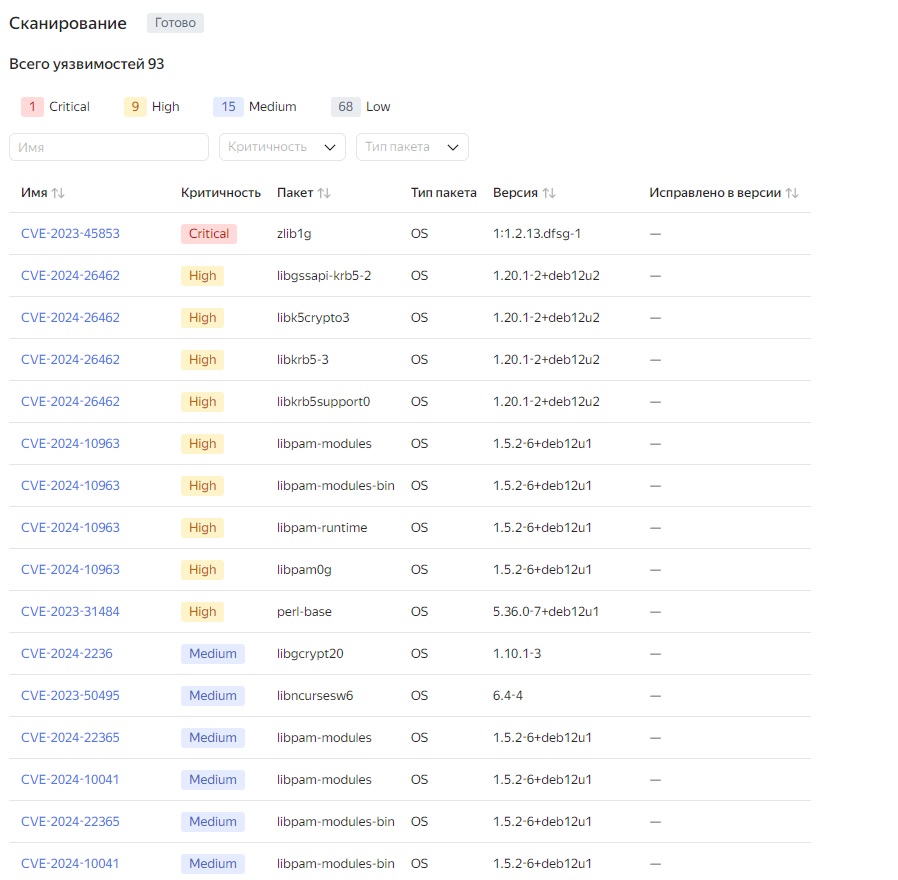 Сканирование Готово
Всего уязвимостей 93
1 Critical 9 High 15 Medium 68 Low
Имя Критичность Тип пакета
Имя Критичность Пакет Тип пакета Версия Исправлено в версии
CVE-2023-45853 Critical zlib1g OS 1:1.2.13.dfsg-1 —
CVE-2024-26462 High libgssapi-krb5-2 OS 1.20.1-2+deb12u2 —
CVE-2024-26462 High libk5crypto3 OS 1.20.1-2+deb12u2 —
CVE-2024-26462 High libkrb5-3 OS 1.20.1-2+deb12u2 —
CVE-2024-26462 High libkrb5support0 OS 1.20.1-2+deb12u2 —
CVE-2024-10963 High libpam-modules OS 1.5.2-6+deb12u1 —
CVE-2024-10963 High libpam-modules-bin OS 1.5.2-6+deb12u1 —
CVE-2024-10963 High libpam-runtime OS 1.5.2-6+deb12u1 —
CVE-2024-10963 High libpam0g OS 1.5.2-6+deb12u1 —
CVE-2023-31484 High perl-base OS 5.36.0-7+deb12u1 —
CVE-2024-2236 Medium libgcrypt20 OS 1.10.1-3 —
CVE-2023-50495 Medium libncursesw6 OS 6.4-4 —
CVE-2024-22365 Medium libpam-modules OS 1.5.2-6+deb12u1 —
CVE-2024-10041 Medium libpam-modules OS 1.5.2-6+deb12u1 —
CVE-2024-22365 Medium libpam-modules-bin OS 1.5.2-6+deb12u1 —
CVE-2024-10041 Medium libpam-modules-bin OS 1.5.2-6+deb12u1 —